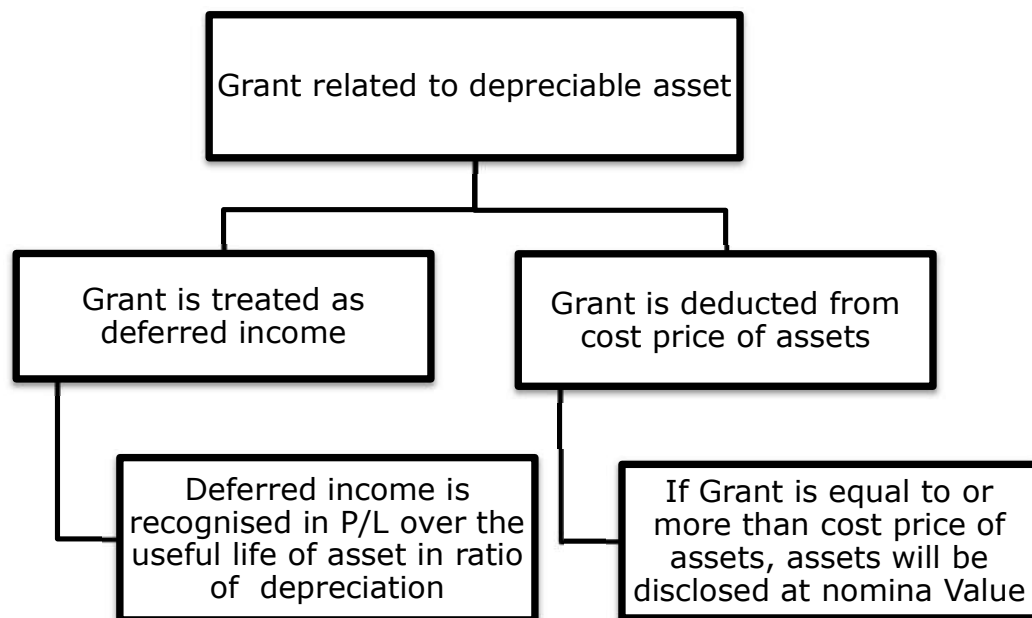 Grant related to depreciable asset
Grant is treated as
deferred income
Grant is deducted from
cost price of assets
Deferred income is
recognised in P/L over the
useful life of asset in ratio
of depreciation
If Grant is equal to or
more than cost price of
assets, assets will be
disclosed at nomina Value